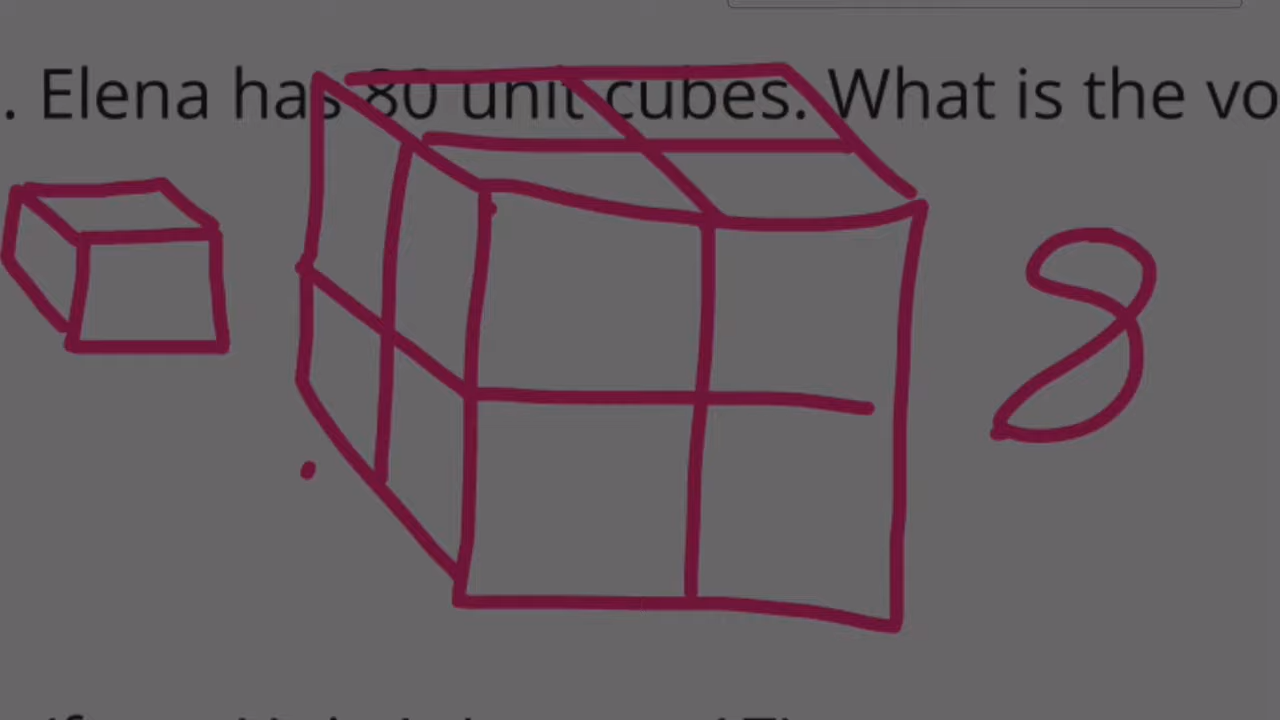 . Elena has 80 unit cubes. What is the vo
8